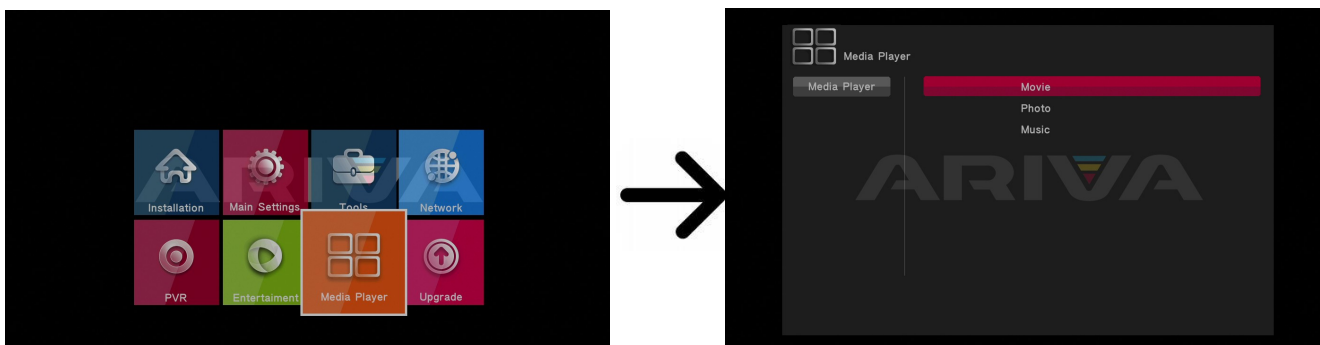 ARIVA
Installation
Main Settings
Tools
Network
PVR
Entertaiment
Media Player
Upgrade
Media Player
Media Player
Movie
Photo
Music
ARIVA